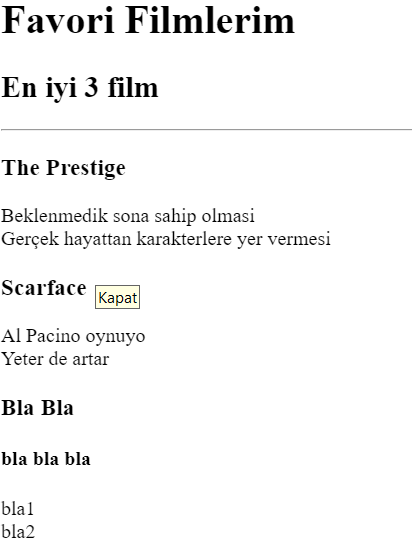 Favori Filmlerim
En iyi 3 film
The Prestige
Beklenmedik sona sahip olmasi
Gerçek hayattan karakterlere yer vermesi
Scarface
Kapat
Al Pacino oynuyo
Yeter de artar
Bla Bla
bla bla bla
bla1
bla2